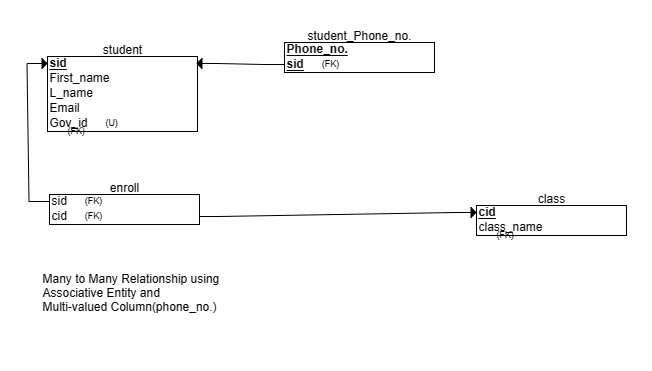 student_Phone_no.
Phone_no.
sid (FK)
student
sid
First_name
L_name
Email
Gov_id (U)
(FK)
enroll
sid (FK)
cid (FK)
class
cid
class_name
(FK)
Many to Many Relationship using
Associative Entity and
Multi-valued Column(phone_no.)